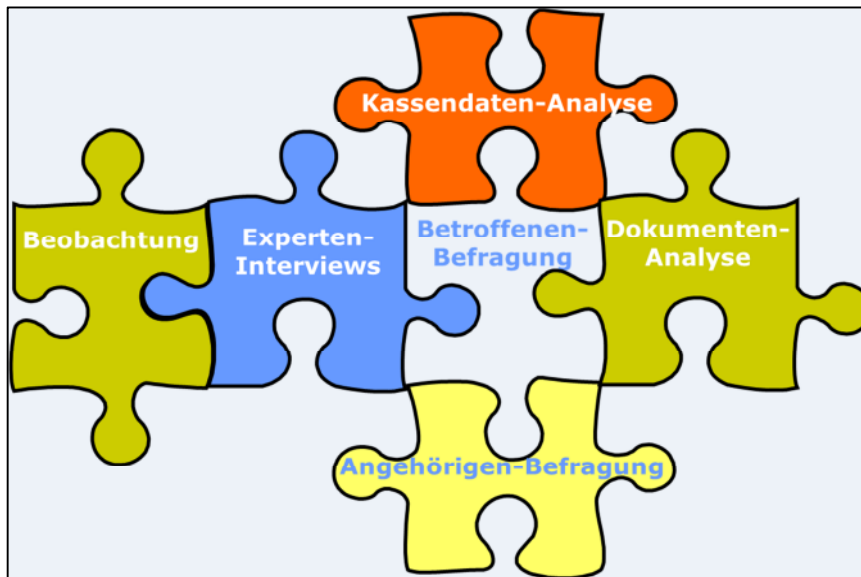 Kassendaten-Analyse
Beobachtung
Experten-
Interviews
Betroffenen-
Befragung
Dokumenten-
Analyse
Angehörigen-Befragung